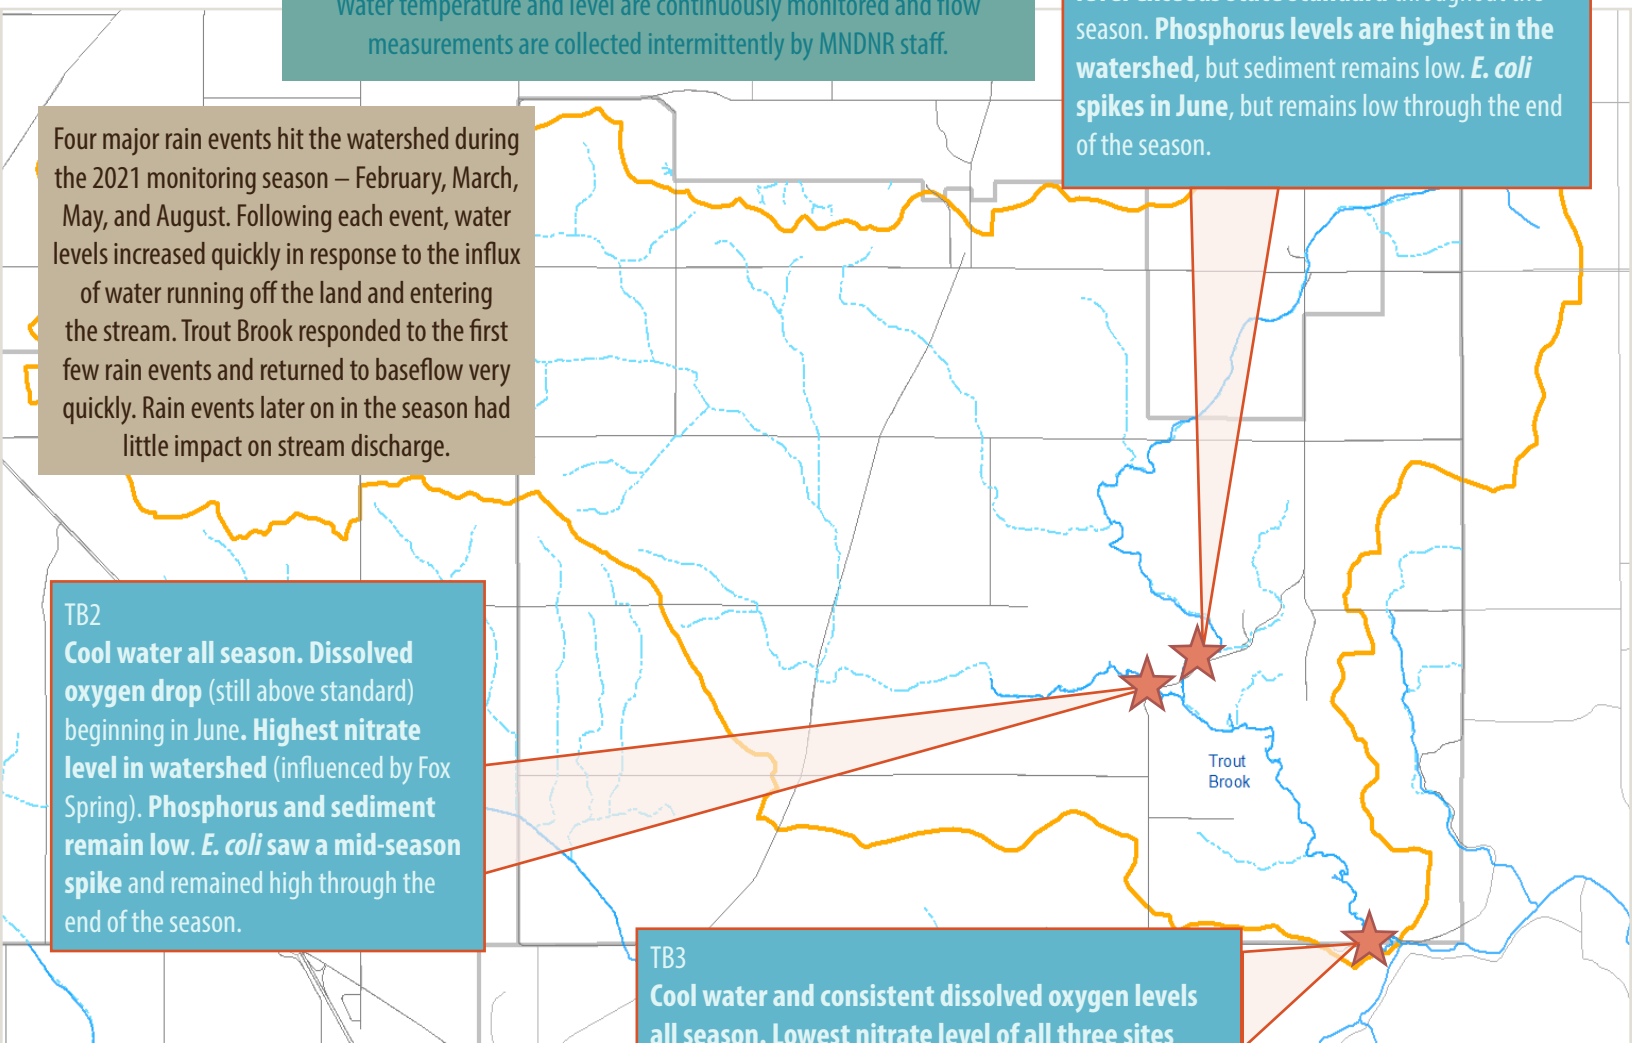 Water temperature and level are continuously monitored and flow
measurements are collected intermittently by MNDNR staff.
season. Phosphorus levels are highest in the
watershed, but sediment remains low. E. coli
spikes in June, but remains low through the end
of the season.
Four major rain events hit the watershed during
the 2021 monitoring season – February, March,
May, and August. Following each event, water
levels increased quickly in response to the influx
of water running off the land and entering
the stream. Trout Brook responded to the first
few rain events and returned to baseflow very
quickly. Rain events later on in the season had
little impact on stream discharge.
TB2
Cool water all season. Dissolved
oxygen drop (still above standard)
beginning in June. Highest nitrate
level in watershed (influenced by Fox
Spring). Phosphorus and sediment
remain low. E. coli saw a mid-season
spike and remained high through the
end of the season.
Trout
Brook
TB3
Cool water and consistent dissolved oxygen levels
all season. Lowest nitrate level of all three sites